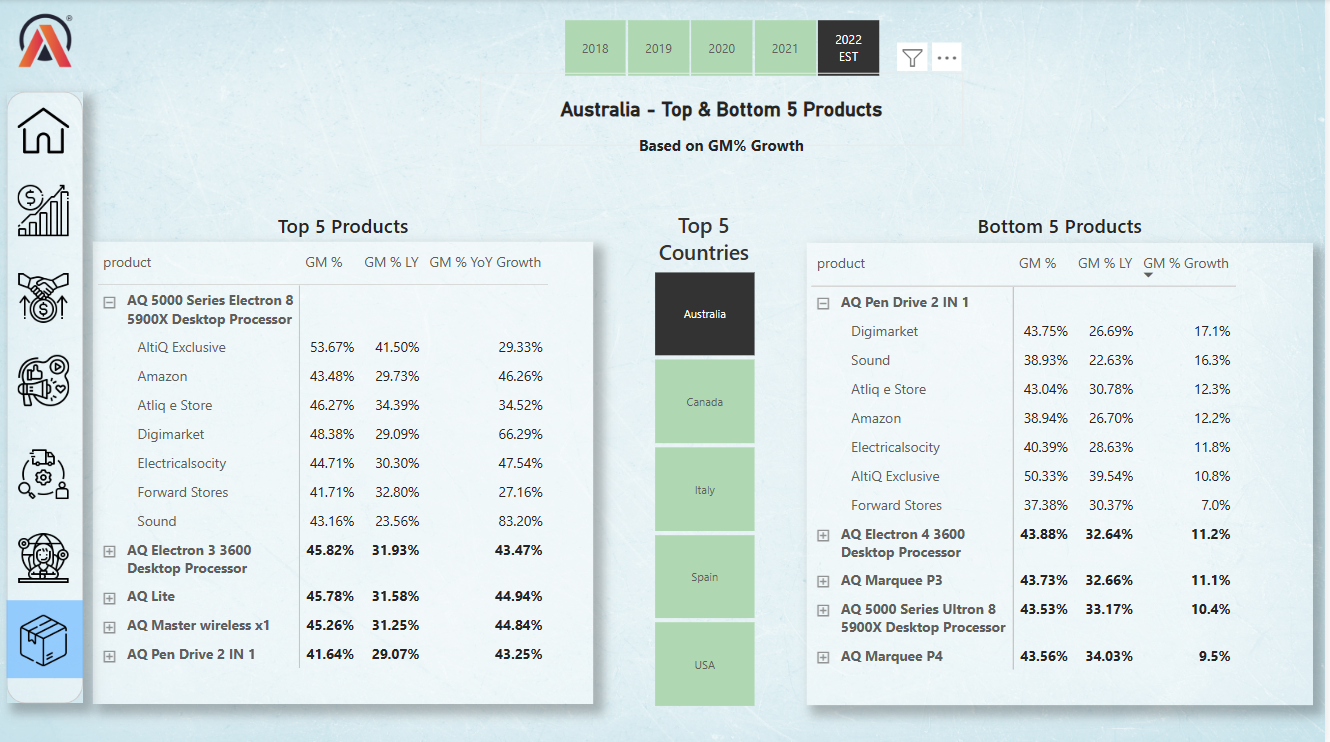 2018 2019 2020 2021 2022
EST
Australia - Top & Bottom 5 Products
Based on GM% Growth
Top 5 Products
product GM % GM % LY GM % YoY Growth
AQ 5000 Series Electron 8
5900X Desktop Processor
AltiQ Exclusive 53.67% 41.50% 29.33%
Amazon 43.48% 29.73% 46.26%
Atliq e Store 46.27% 34.39% 34.52%
Digimarket 48.38% 29.09% 66.29%
Electricalsocity 44.71% 30.30% 47.54%
Forward Stores 41.71% 32.80% 27.16%
Sound 43.16% 23.56% 83.20%
AQ Electron 3 3600 45.82% 31.93% 43.47%
Desktop Processor
AQ Lite 45.78% 31.58% 44.94%
AQ Master wireless x1 45.26% 31.25% 44.84%
AQ Pen Drive 2 IN 1 41.64% 29.07% 43.25%
Top 5
Countries
Australia
Canada
Italy
Spain
USA
Bottom 5 Products
product GM % GM % LY GM % Growth
AQ Pen Drive 2 IN 1
Digimarket 43.75% 26.69% 17.1%
Sound 38.93% 22.63% 16.3%
Atliq e Store 43.04% 30.78% 12.3%
Amazon 38.94% 26.70% 12.2%
Electricalsocity 40.39% 28.63% 11.8%
AltiQ Exclusive 50.33% 39.54% 10.8%
Forward Stores 37.38% 30.37% 7.0%
AQ Electron 4 3600 43.88% 32.64% 11.2%
Desktop Processor
AQ Marquee P3 43.73% 32.66% 11.1%
AQ 5000 Series Ultron 8 43.53% 33.17% 10.4%
5900X Desktop Processor
AQ Marquee P4 43.56% 34.03% 9.5%